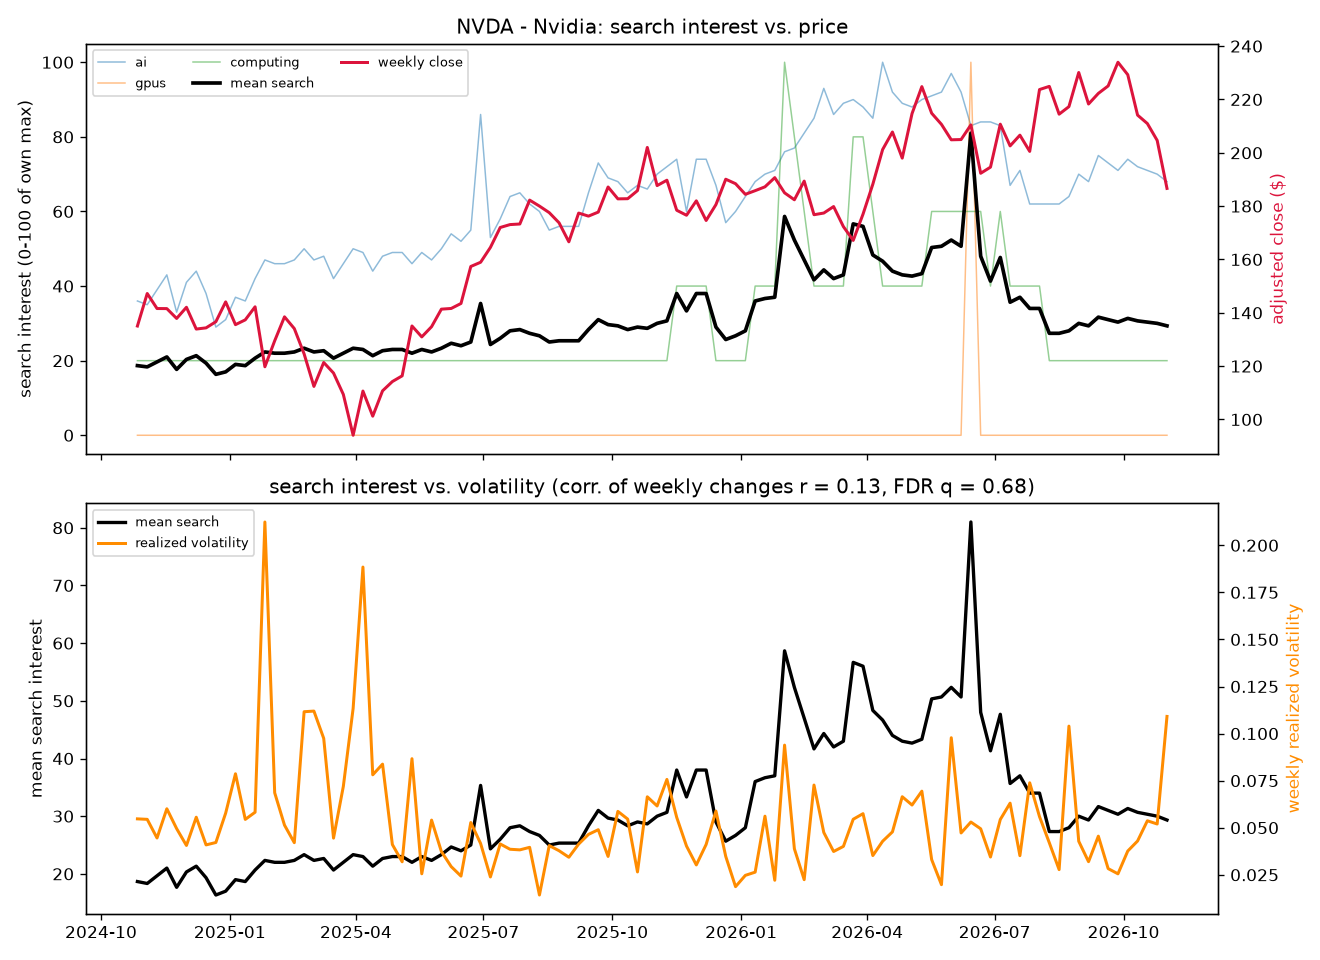 NVDA - Nvidia: search interest vs. price
ai
gpus
computing
mean search
weekly close
search interest (0-100 of own max)
100
80
60
40
20
0
adjusted close ($)
240
220
200
180
160
140
120
100
search interest vs. volatility (corr. of weekly changes r = 0.13, FDR q = 0.68)
mean search
realized volatility
mean search interest
80
70
60
50
40
30
20
weekly realized volatility
0.200
0.175
0.150
0.125
0.100
0.075
0.050
0.025
2024-10 2025-01 2025-04 2025-07 2025-10 2026-01 2026-04 2026-07 2026-10